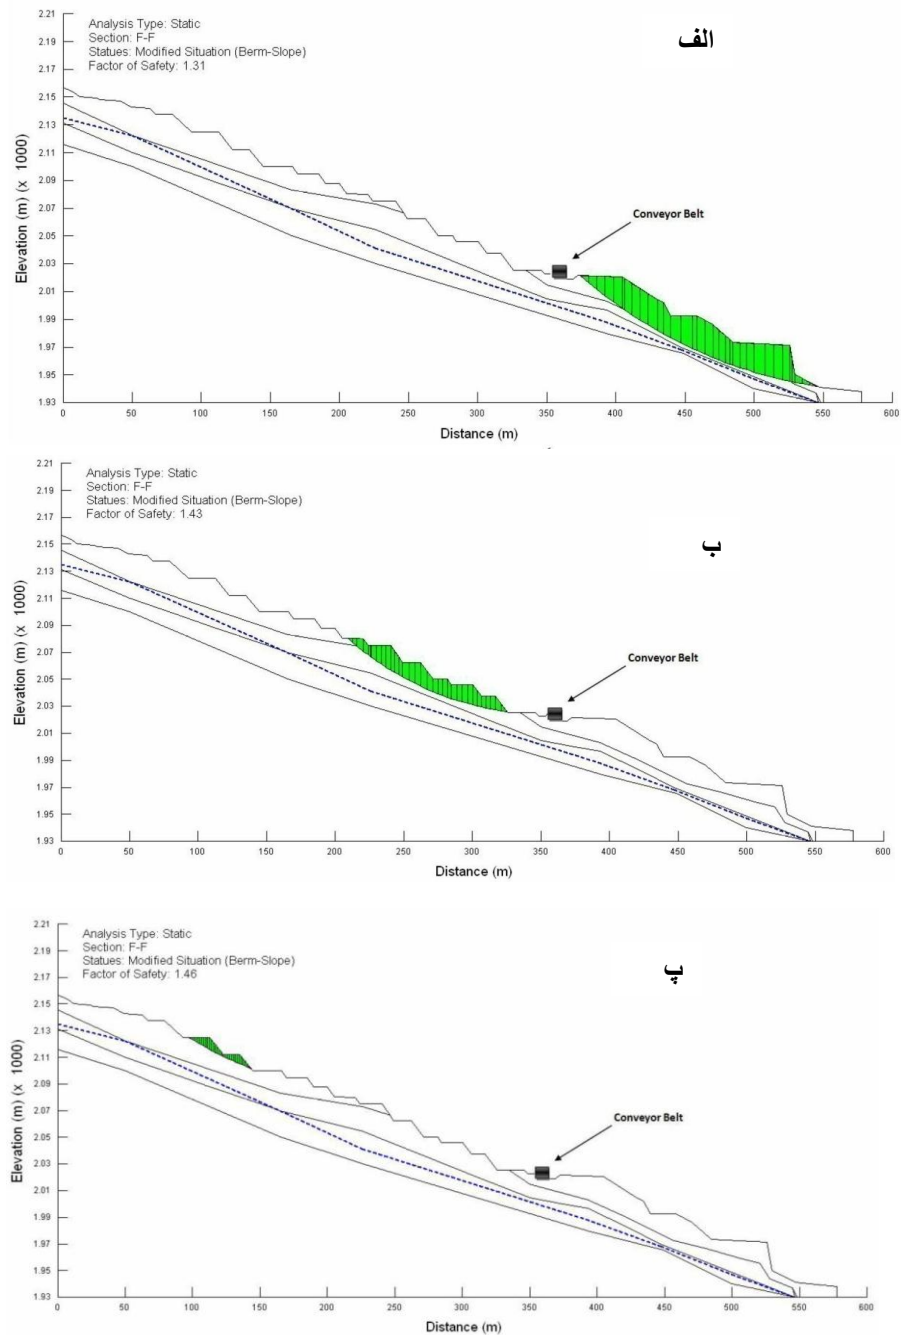 2.21
2.19
2.17
2.15
2.13
2.11
2.09
2.07
2.05
2.03
2.01
1.99
1.97
1.95
1.93
Elevation (m) (x 1000)
Analysis Type: Static
Section: F-F
Statues: Modified Situation (Berm-Slope)
Factor of Safety: 1.31
الف
Conveyor Belt
0 50 100 150 200 250 300 350 400 450 500 550 600
Distance (m)
2.21
2.19
2.17
2.15
2.13
2.11
2.09
2.07
2.05
2.03
2.01
1.99
1.97
1.95
1.93
Elevation (m) (x 1000)
Analysis Type: Static
Section: F-F
Statues: Modified Situation (Berm-Slope)
Factor of Safety: 1.43
ب
Conveyor Belt
0 50 100 150 200 250 300 350 400 450 500 550 600
Distance (m)
2.21
2.19
2.17
2.15
2.13
2.11
2.09
2.07
2.05
2.03
2.01
1.99
1.97
1.95
1.93
Elevation (m) (x 1000)
Analysis Type: Static
Section: F-F
Statues: Modified Situation (Berm-Slope)
Factor of Safety: 1.46
پ
Conveyor Belt
0 50 100 150 200 250 300 350 400 450 500 550 600
Distance (m)